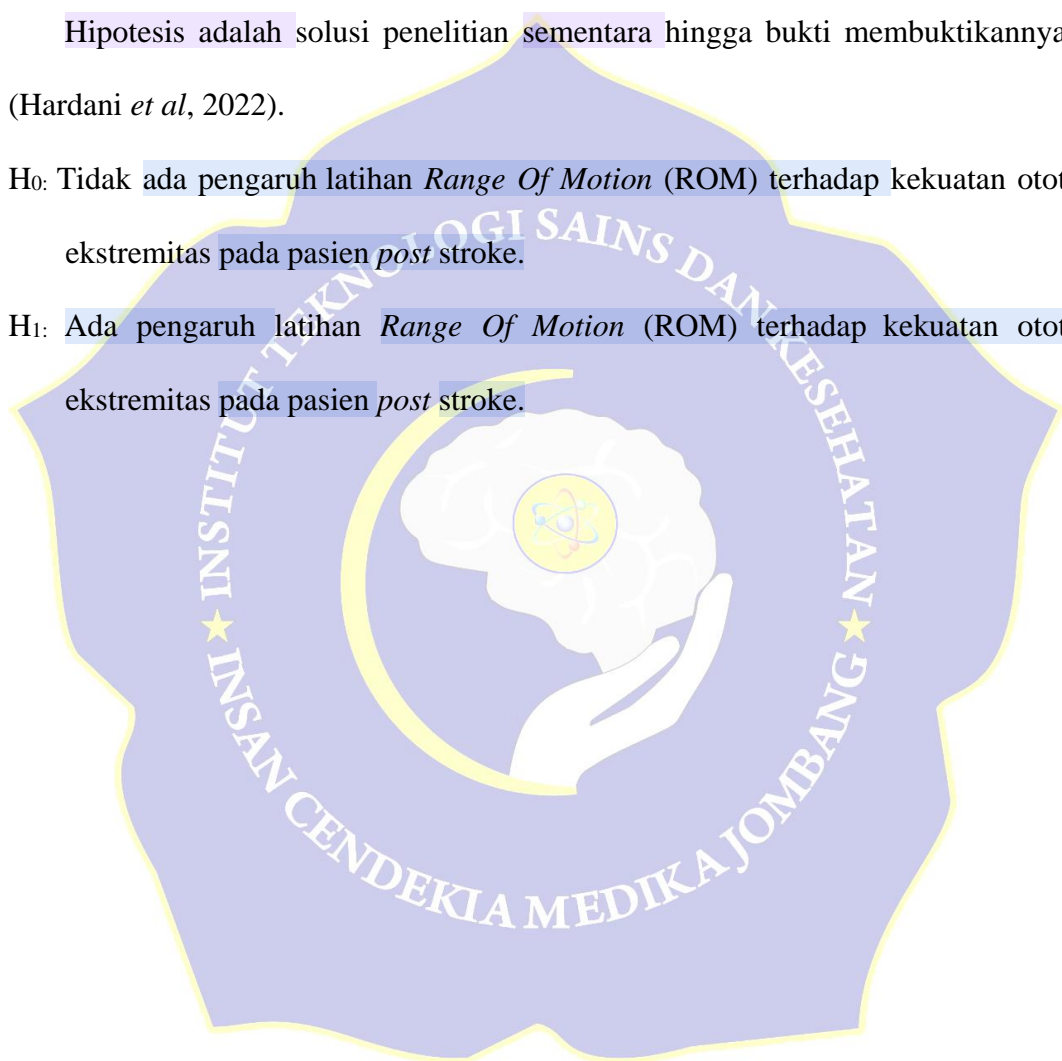 Hipotesis adalah solusi penelitian sementara hingga bukti membuktikannya
(Hardani et al, 2022).
H0: Tidak ada pengaruh latihan Range Of Motion (ROM) terhadap kekuatan otot
ekstremitas pada pasien post stroke.
H1: Ada pengaruh latihan Range Of Motion (ROM) terhadap kekuatan otot
ekstremitas pada pasien post stroke.
INSTITUT TEKNOLOGI SAINS DAN KESEHATAN
★ INSAN CENDEKIA MEDIKA JOMBANG ★